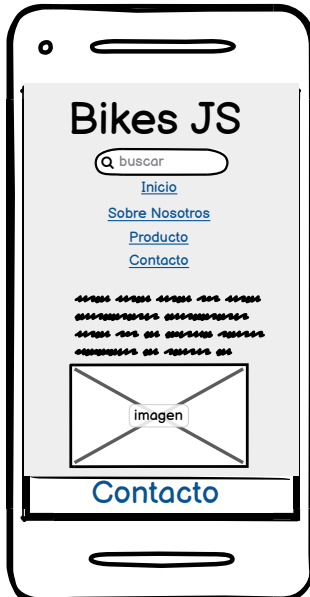 Bikes JS
buscar
Inicio
Sobre Nosotros
Producto
Contacto
imagen
Contacto